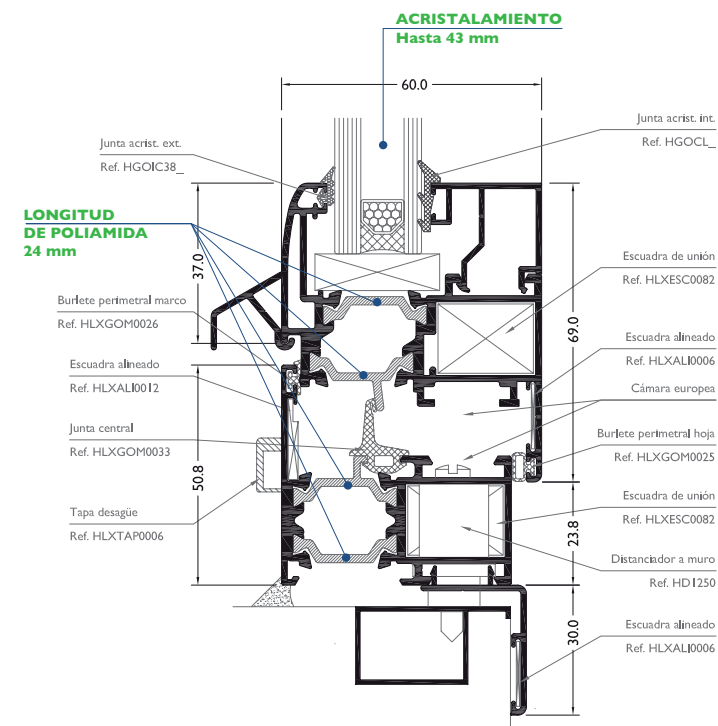 ACRISTALAMIENTO
Hasta 43 mm
60.0
Junta acrist. ext.
Ref. HGOIC38_
Junta acrist. int.
Ref. HGOCL_
LONGITUD
DE POLIAMIDA
24 mm
37.0
Burlete perimetral marco
Ref. HLXGOM0026
Escuadra alineado
Ref. HLXALI0012
Junta central
Ref. HLXGOM0033
50.8
Tapa desagüe
Ref. HLXTAP0006
69.0
Escuadra de unión
Ref. HLXESC0082
Escuadra alineado
Ref. HLXALI0006
Cámara europea
Burlete perimetral hoja
Ref. HLXGOM0025
23.8
Escuadra de unión
Ref. HLXESC0082
Distanciador a muro
Ref. HD1250
30.0
Escuadra alineado
Ref. HLXALI0006